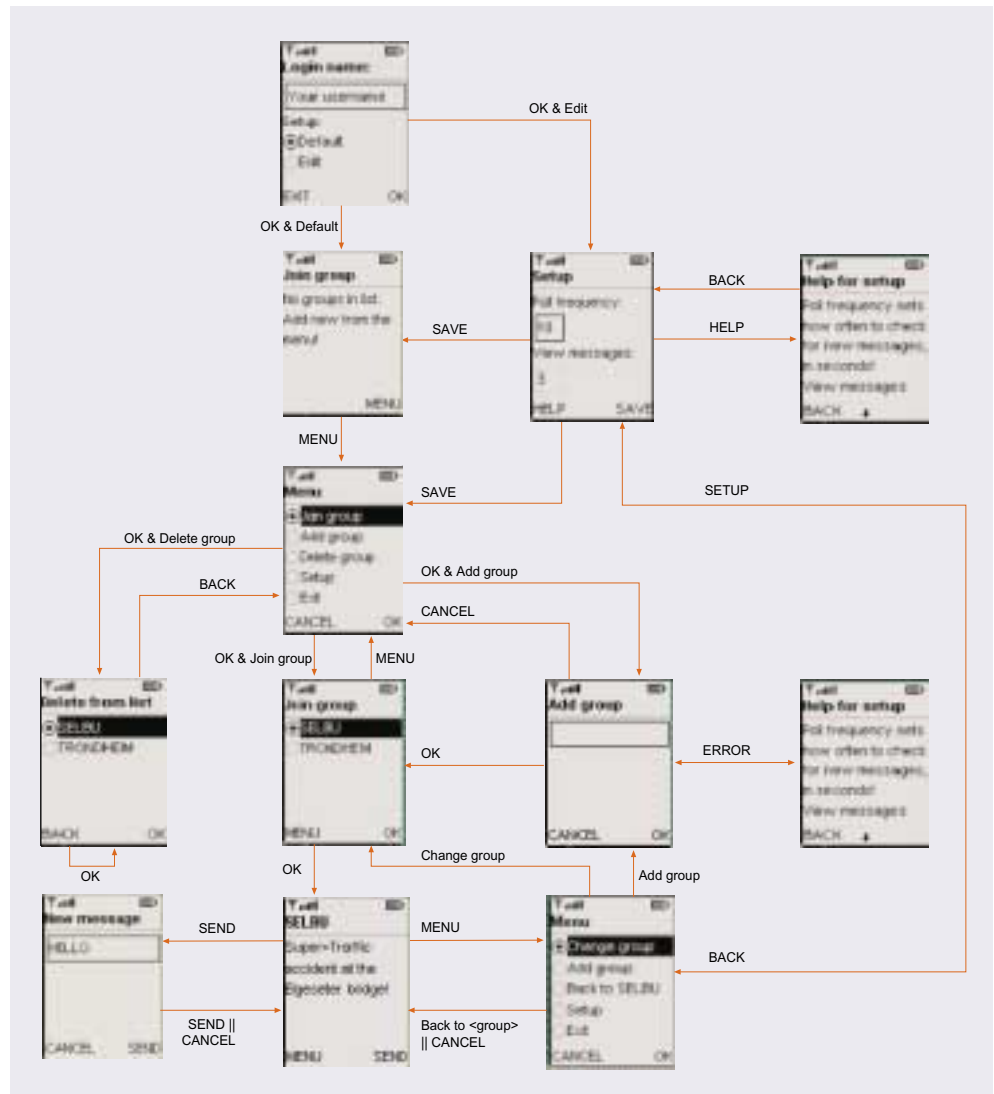 Login name:
Your username
Setup:
Default
Edit
EXIT OK
OK & Edit
OK & Default
Join group
No groups in list.
Add new from the
menu!
MENU
SAVE
Setup
Poll frequency:
View messages:
HELP SAVE
BACK
HELP
Help for setup
Poll frequency sets
how often to check
for new messages,
in seconds!
View messages
BACK
MENU
Menu
Join group
Add group
Delete group
Setup
Exit
CANCEL OK
SAVE
SETUP
OK & Delete group
BACK
OK & Add group
CANCEL
OK & Join group
MENU
Delete from list
SELBU
TRONDHEIM
BACK OK
OK
Join group
SELBU
TRONDHEIM
MENU OK
OK
Add group
CANCEL OK
ERROR
Help for setup
Poll frequency sets
how often to check
for new messages,
in seconds!
View messages
BACK
OK
Change group
Add group
New message
HELLO
CANCEL SEND
SEND
SEND ||
CANCEL
SELBU
Super>Traffic
accident at the
Elgeseter bridge!
MENU SEND
MENU
Back to <group>
|| CANCEL
Menu
Change group
Add group
Back to SELBU
Setup
Exit
CANCEL OK
BACK